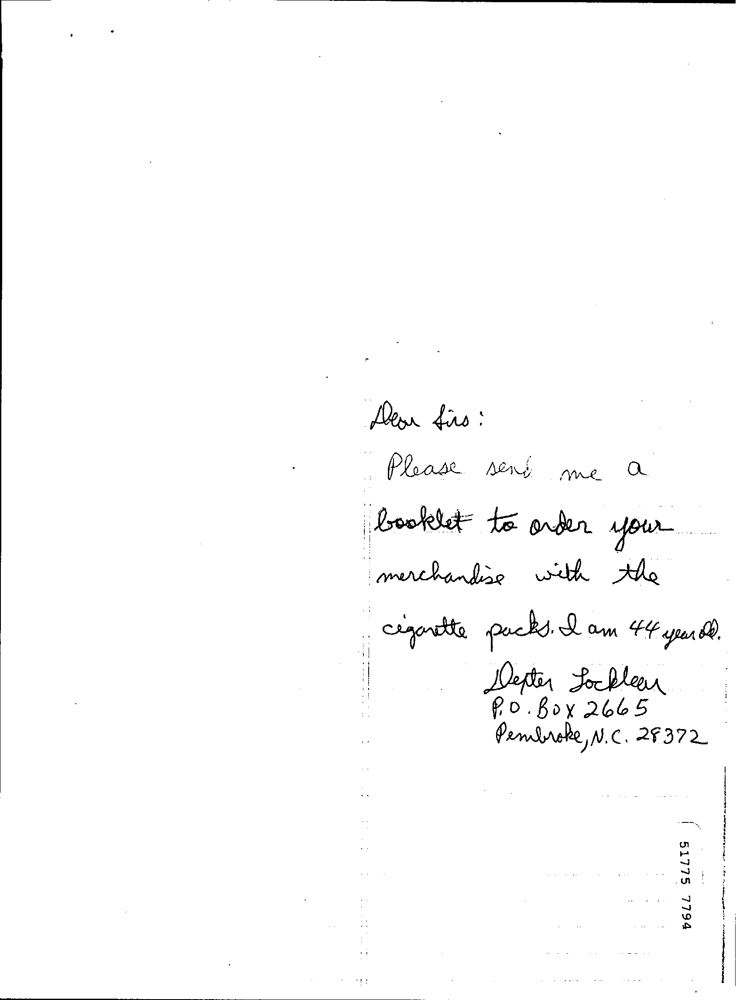 Dear Sirs:
Please send me a
booklet to order your
merchandise with the
cigarette packs. I am 44 year old.
Dexter Locklear
P.O. Box 2665
Pembroke, N.C. 28372
51775 7794